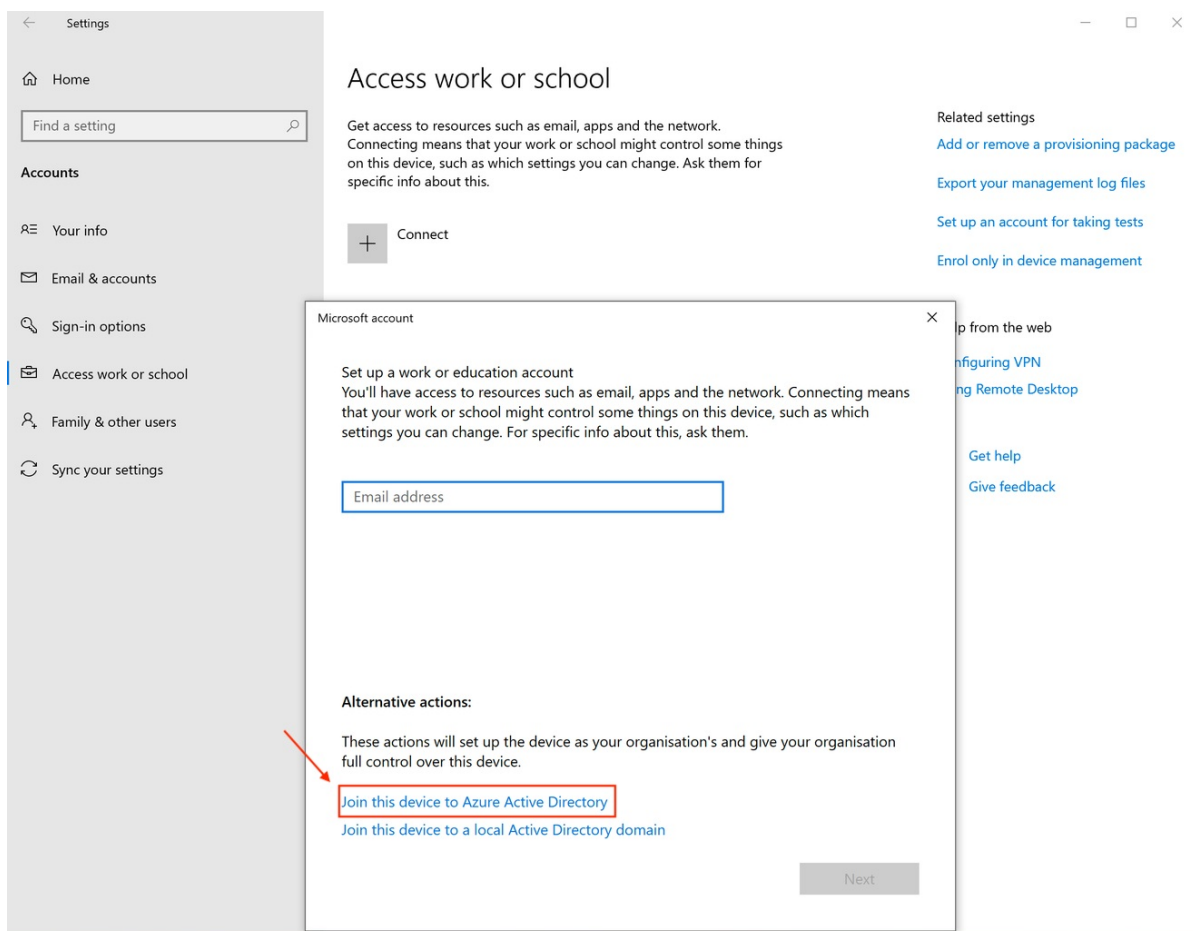 Settings
Home
Find a setting
Accounts
Your info
Email & accounts
Sign-in options
Access work or school
Family & other users
Sync your settings
Access work or school
Get access to resources such as email, apps and the network.
Connecting means that your work or school might control some things
on this device, such as which settings you can change. Ask them for
specific info about this.
Connect
Related settings
Add or remove a provisioning package
Export your management log files
Set up an account for taking tests
Enrol only in device management
lp from the web
nfiguring VPN
ng Remote Desktop
Get help
Give feedback
Microsoft account
Set up a work or education account
You'll have access to resources such as email, apps and the network. Connecting means
that your work or school might control some things on this device, such as which
settings you can change. For specific info about this, ask them.
Email address
Alternative actions:
These actions will set up the device as your organisation's and give your organisation
full control over this device.
Join this device to Azure Active Directory
Join this device to a local Active Directory domain
Next